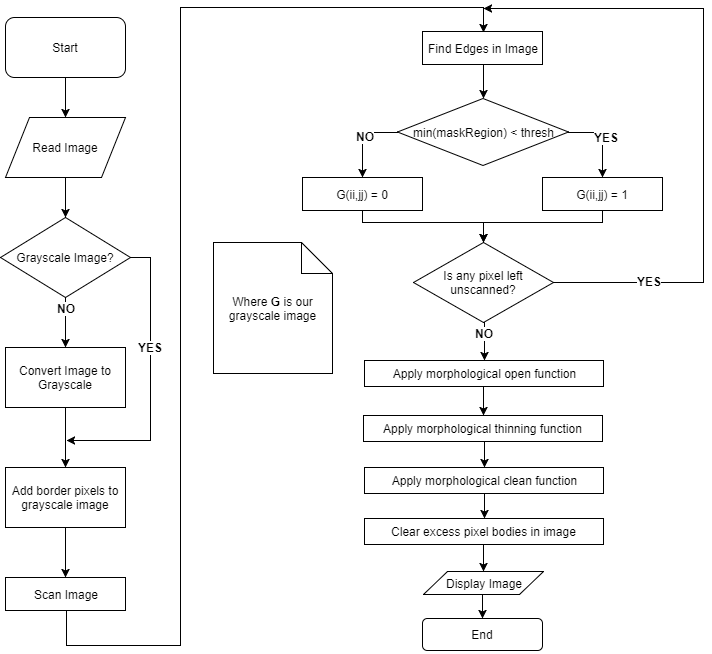 Start
Read Image
Grayscale Image?
NO
YES
Convert Image to
Grayscale
Add border pixels to
grayscale image
Scan Image
Find Edges in Image
min(maskRegion) < thresh
NO
YES
G(ii,jj) = 0
G(ii,jj) = 1
Is any pixel left
unscanned?
YES
NO
Where G is our
grayscale image
Apply morphological open function
Apply morphological thinning function
Apply morphological clean function
Clear excess pixel bodies in image
Display Image
End